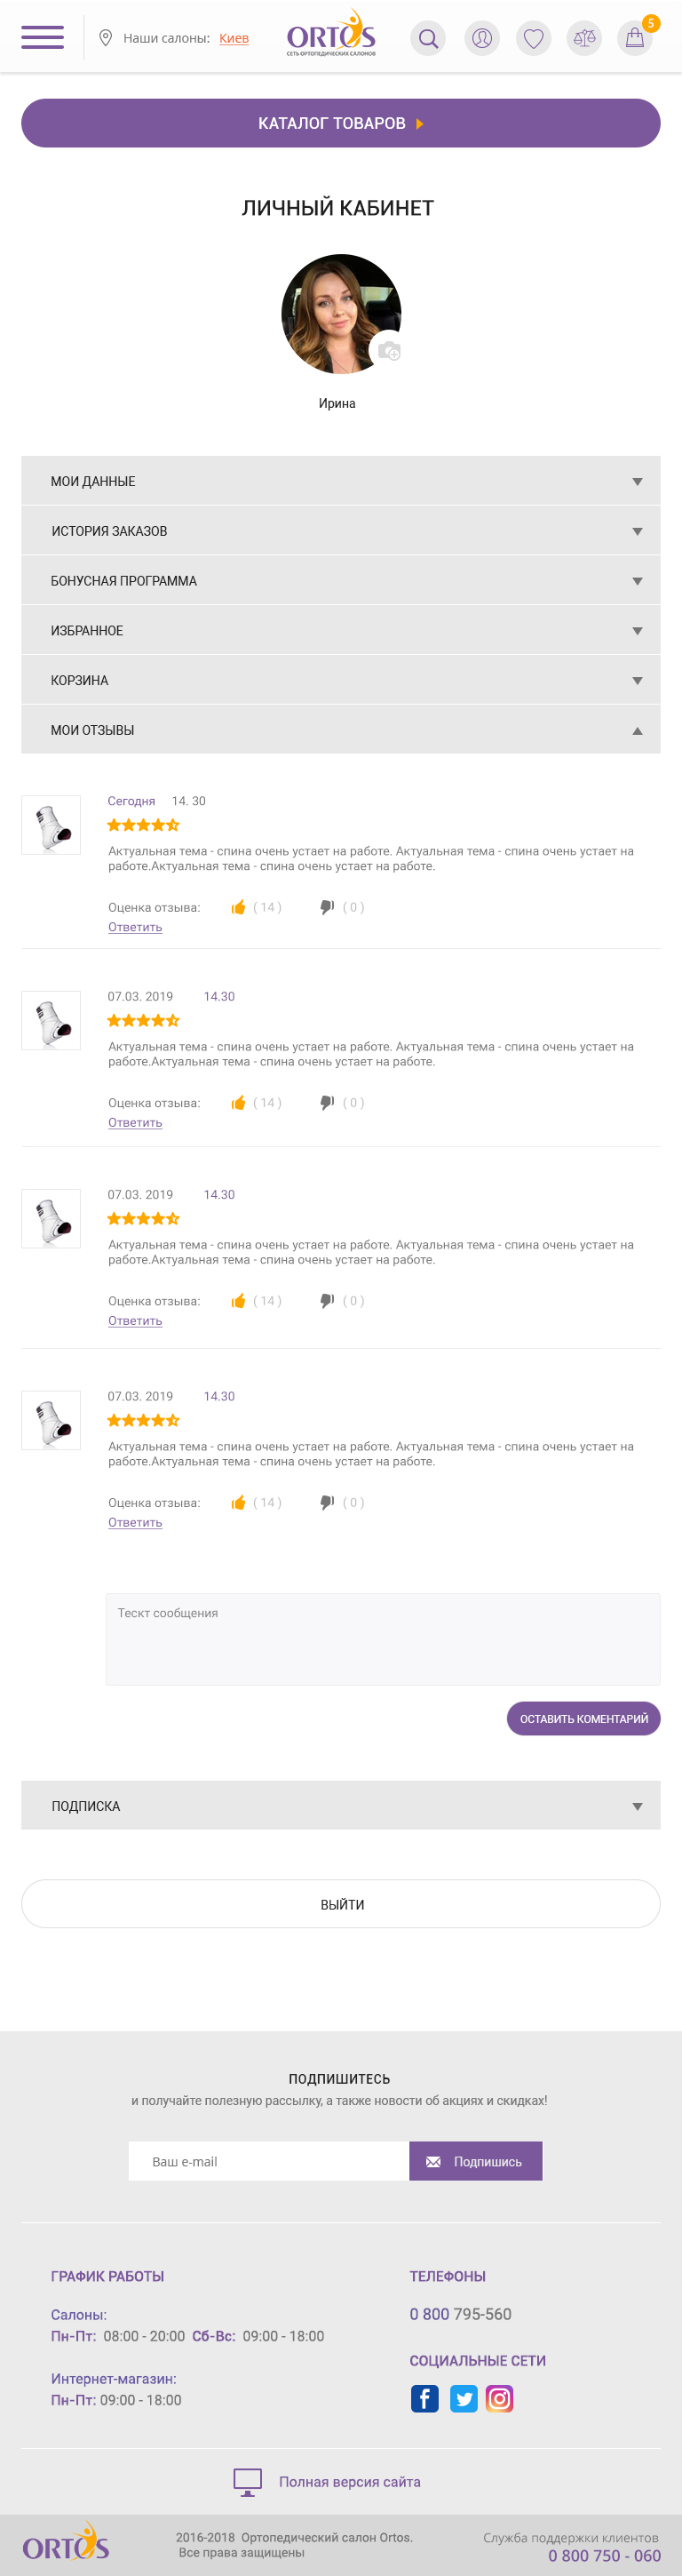 Наши салоны: Киев
ORTOS
СЕТЬ ОРТОПЕДИЧЕСКИХ САЛОНОВ
5
КАТАЛОГ ТОВАРОВ
ЛИЧНЫЙ КАБИНЕТ
Ирина
МОИ ДАННЫЕ
ИСТОРИЯ ЗАКАЗОВ
БОНУСНАЯ ПРОГРАММА
ИЗБРАННОЕ
КОРЗИНА
МОИ ОТЗЫВЫ
Сегодня 14. 30
Актуальная тема - спина очень устает на работе. Актуальная тема - спина очень устает на
работе.Актуальная тема - спина очень устает на работе.
Оценка отзыва: ( 14 ) ( 0 )
Ответить
07.03. 2019 14.30
Актуальная тема - спина очень устает на работе. Актуальная тема - спина очень устает на
работе.Актуальная тема - спина очень устает на работе.
Оценка отзыва: ( 14 ) ( 0 )
Ответить
07.03. 2019 14.30
Актуальная тема - спина очень устает на работе. Актуальная тема - спина очень устает на
работе.Актуальная тема - спина очень устает на работе.
Оценка отзыва: ( 14 ) ( 0 )
Ответить
07.03. 2019 14.30
Актуальная тема - спина очень устает на работе. Актуальная тема - спина очень устает на
работе.Актуальная тема - спина очень устает на работе.
Оценка отзыва: ( 14 ) ( 0 )
Ответить
Тескт сообщения
ОСТАВИТЬ КОМЕНТАРИЙ
ПОДПИСКА
ВЫЙТИ
ПОДПИШИТЕСЬ
и получайте полезную рассылку, а также новости об акциях и скидках!
Ваш e-mail
Подпишись
ГРАФИК РАБОТЫ
Салоны:
Пн-Пт: 08:00 - 20:00 Сб-Вс: 09:00 - 18:00
Интернет-магазин:
Пн-Пт: 09:00 - 18:00
ТЕЛЕФОНЫ
0 800 795-560
СОЦИАЛЬНЫЕ СЕТИ
Полная версия сайта
ORTOS
2016-2018 Ортопедический салон Ortos.
Все права защищены
Служба поддержки клиентов
0 800 750 - 060